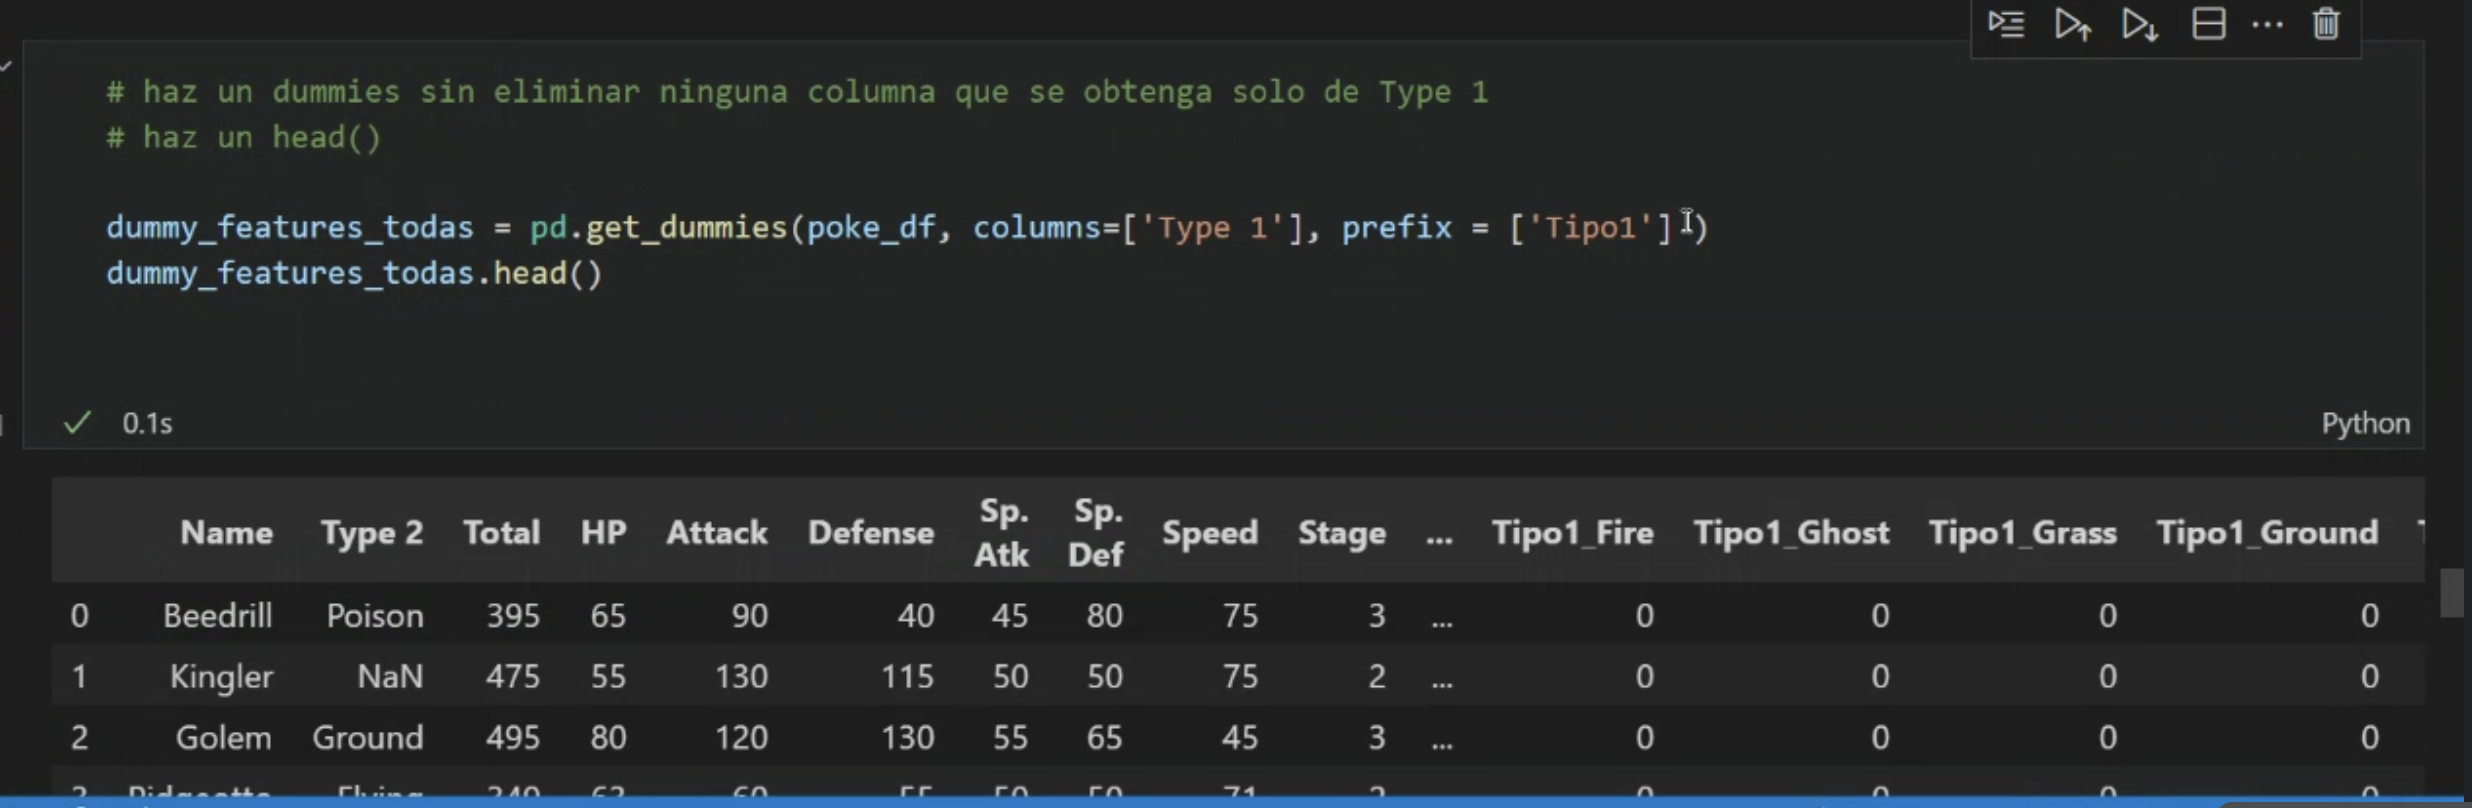 # haz un dummies sin eliminar ninguna columna que se obtenga solo de Type 1
# haz un head()
dummy_features_todas = pd.get_dummies(poke_df, columns=['Type 1'], prefix = ['Tipo1'] )
dummy_features_todas.head()
0.1s
Python
Name Type 2 Total HP Attack Defense Sp. Atk Sp. Def Speed Stage ... Tipo1_Fire Tipo1_Ghost Tipo1_Grass Tipo1_Ground
0 Beedrill Poison 395 65 90 40 45 80 75 3 ... 0 0 0 0
1 Kingler NaN 475 55 130 115 50 50 75 2 ... 0 0 0 0
2 Golem Ground 495 80 120 130 55 65 45 3 ... 0 0 0 0